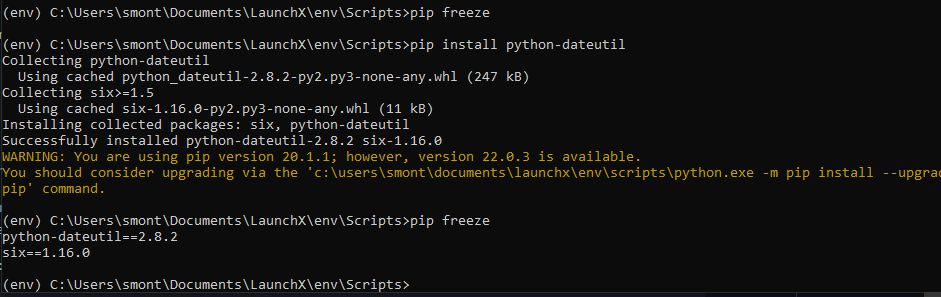 (env) C:\Users\smont\Documents\LaunchX\env\Scripts>pip freeze
(env) C:\Users\smont\Documents\LaunchX\env\Scripts>pip install python-dateutil
Collecting python-dateutil
  Using cached python_dateutil-2.8.2-py2.py3-none-any.whl (247 kB)
Collecting six>=1.5
  Using cached six-1.16.0-py2.py3-none-any.whl (11 kB)
Installing collected packages: six, python-dateutil
Successfully installed python-dateutil-2.8.2 six-1.16.0
WARNING: You are using pip version 20.1.1; however, version 22.0.3 is available.
You should consider upgrading via the 'c:\users\smont\documents\launchx\env\scripts\python.exe -m pip install --upgrad
pip' command.
(env) C:\Users\smont\Documents\LaunchX\env\Scripts>pip freeze
python-dateutil==2.8.2
six==1.16.0
(env) C:\Users\smont\Documents\LaunchX\env\Scripts>